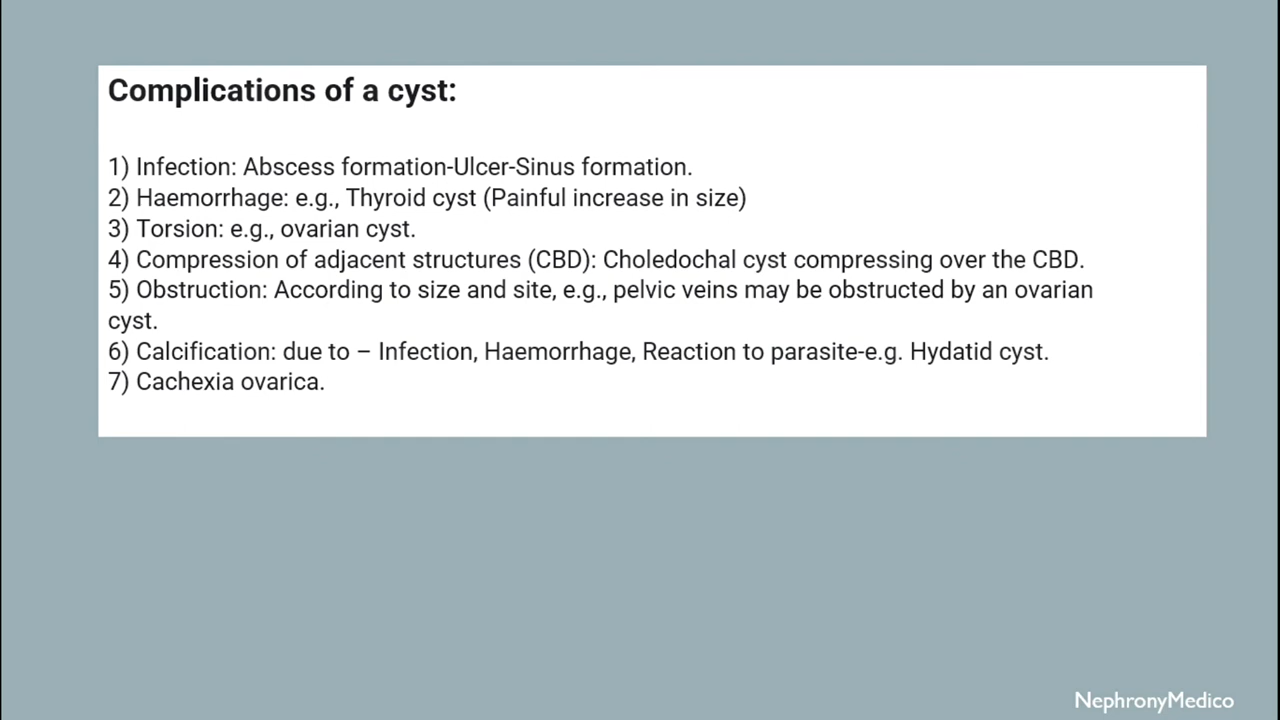 Complications of a cyst:
1) Infection: Abscess formation-Ulcer-Sinus formation.
2) Haemorrhage: e.g., Thyroid cyst (Painful increase in size)
3) Torsion: e.g., ovarian cyst.
4) Compression of adjacent structures (CBD): Choledochal cyst compressing over the CBD.
5) Obstruction: According to size and site, e.g., pelvic veins may be obstructed by an ovarian
cyst.
6) Calcification: due to – Infection, Haemorrhage, Reaction to parasite-e.g. Hydatid cyst.
7) Cachexia ovarica.
NephronyMedico